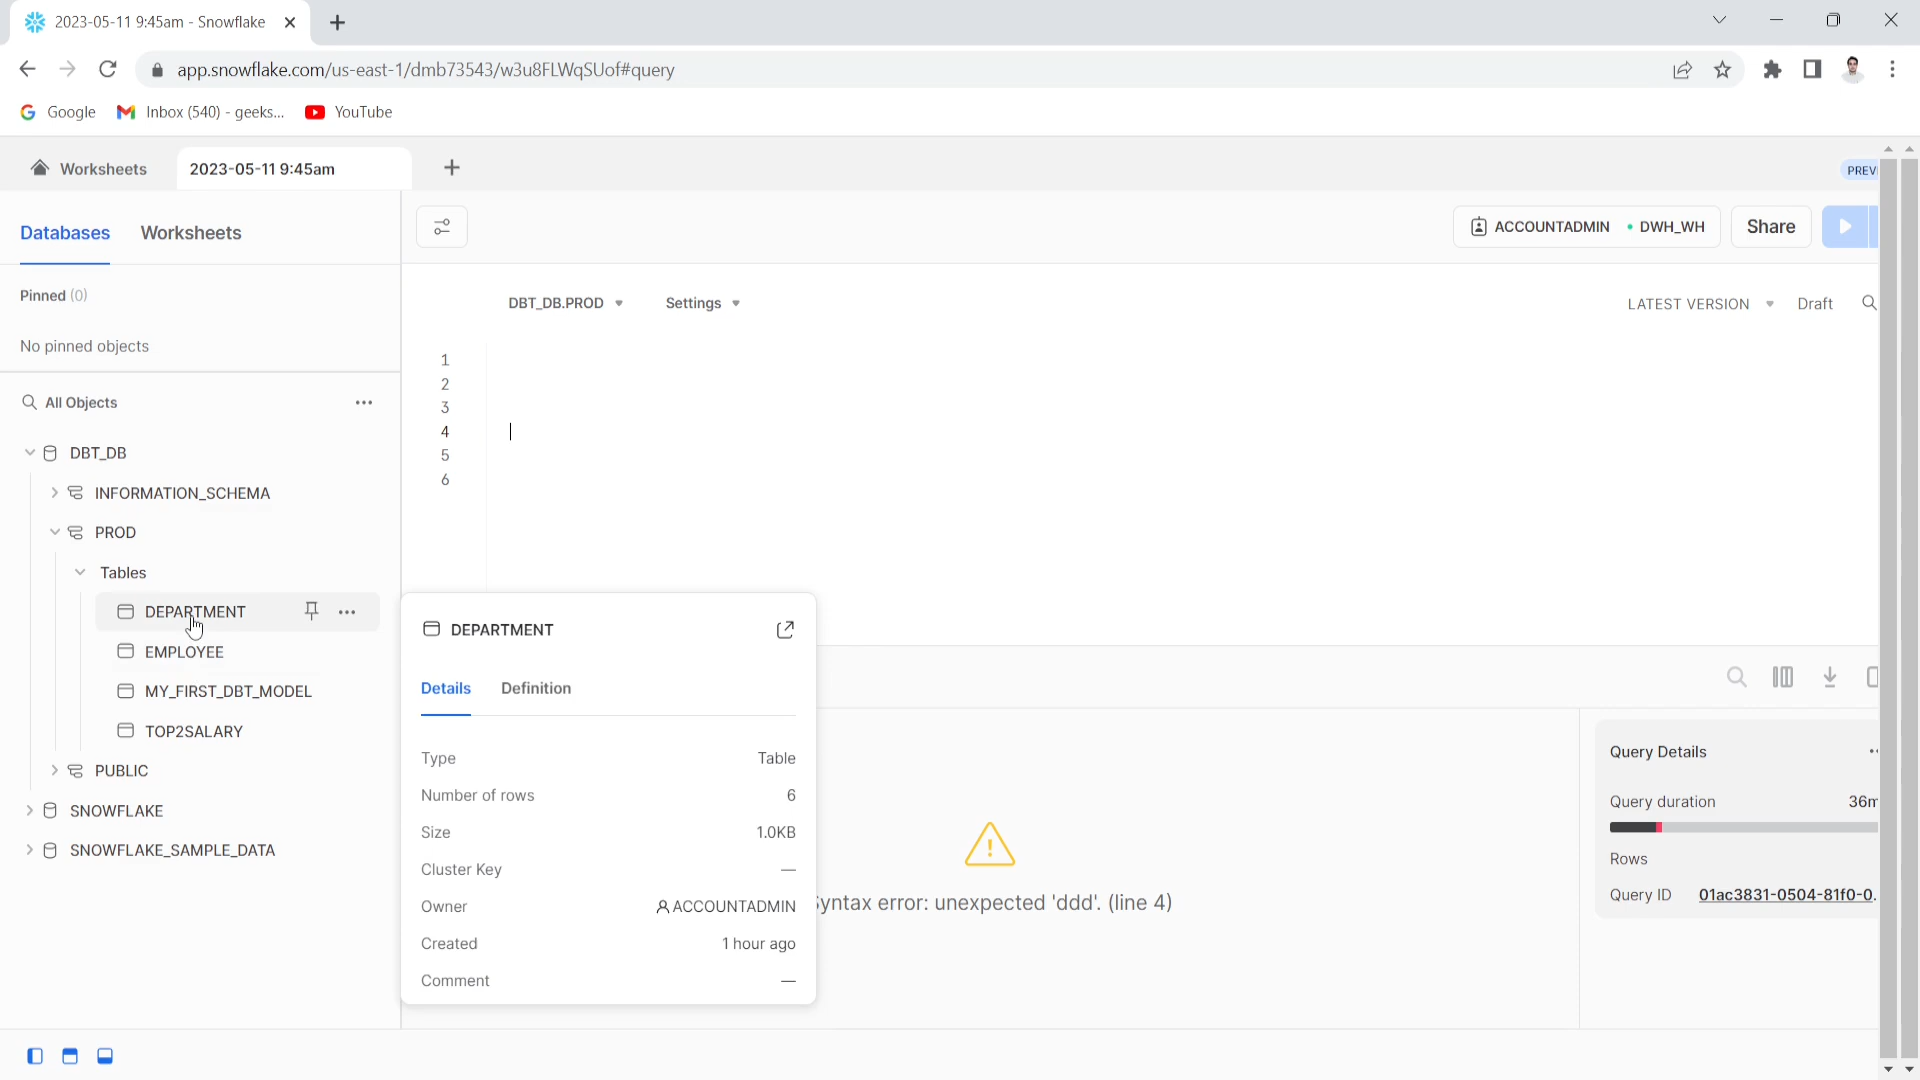 2023-05-11 9:45am - Snowflake
app.snowflake.com/us-east-1/dmb73543/w3u8FLWqSUof#query
Google
Inbox (540) - geeks...
YouTube
Worksheets
2023-05-11 9:45am
PREV
Databases
Worksheets
ACCOUNTADMIN
DWH_WH
Share
Pinned (0)
DBT_DB.PROD
Settings
LATEST VERSION
Draft
No pinned objects
1
2
3
4
5
6
All Objects
DBT_DB
INFORMATION_SCHEMA
PROD
Tables
DEPARTMENT
EMPLOYEE
MY_FIRST_DBT_MODEL
TOP2SALARY
PUBLIC
SNOWFLAKE
SNOWFLAKE_SAMPLE_DATA
DEPARTMENT
Details
Definition
Type
Table
Number of rows
6
Size
1.0KB
Cluster Key
—
Owner
ACCOUNTADMIN
Created
1 hour ago
Comment
—
Syntax error: unexpected 'ddd'. (line 4)
Query Details
Query duration
36m
Rows
Query ID
01ac3831-0504-81f0-0.